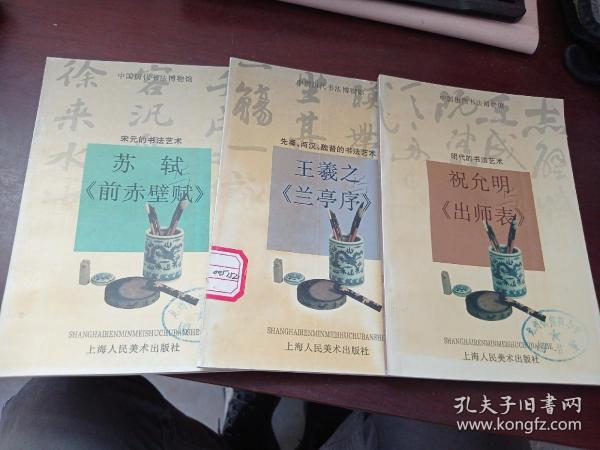 中国历代书法博物馆
宋元的书法艺术
苏轼
《前赤壁赋》
SHANGHAIRENMINMEISHUCHUBANSHE
上海人民美术出版社
中国历代书法博物馆
先秦、两汉、魏晋的书法艺术
王羲之
《兰亭序》
SHANGHAIRENMINMEISHUCHUBANSHE
上海人民美术出版社
中国历代书法博物馆
明代的书法艺术
祝允明
《出师表》
SHANGHAIRENMINMEISHUCHUBANSHE
上海人民美术出版社
孔夫子旧书网
www.kongfz.com